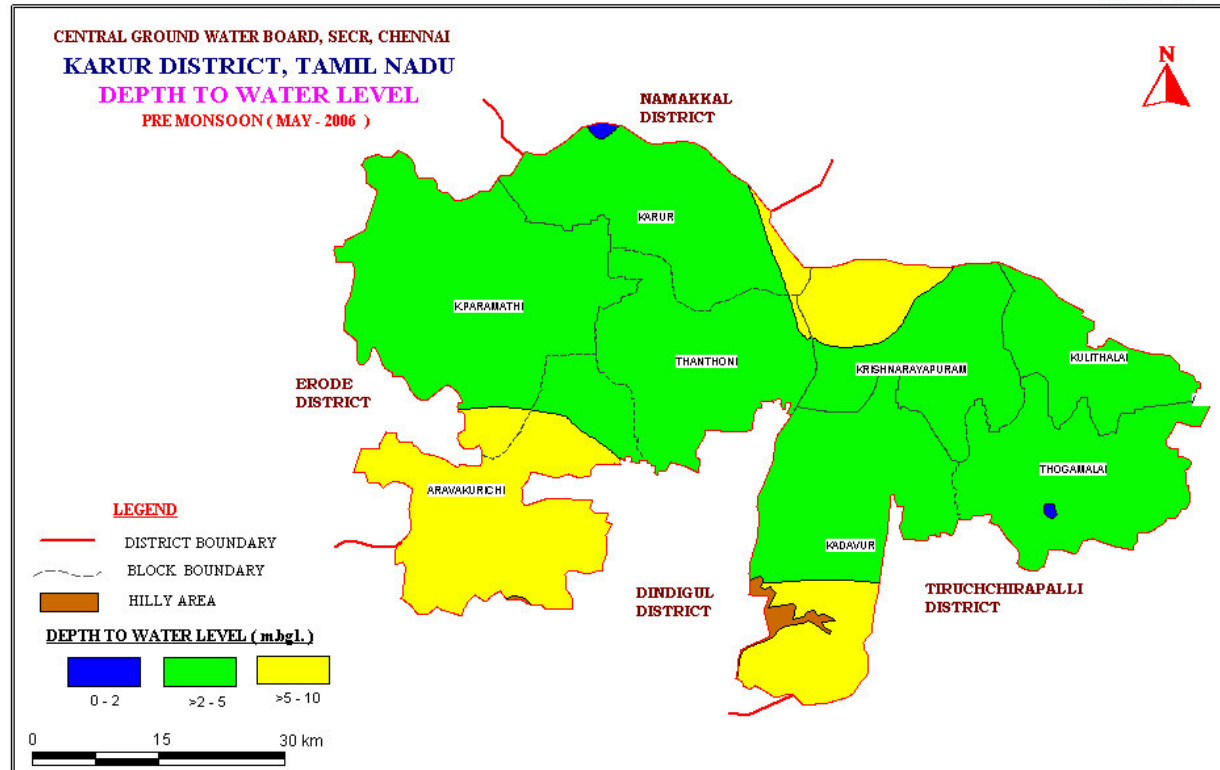 CENTRAL GROUND WATER BOARD, SECR, CHENNAI
KARUR DISTRICT, TAMIL NADU
DEPTH TO WATER LEVEL
PRE MONSOON ( MAY - 2006 )
N
NAMAKKAL
DISTRICT
KARUR
K.PARAMATHI
THANTHONI
KRISHNARAYAPURAM
KULITHALAI
ERODE
DISTRICT
THOGAMALAI
ARAVAKURICHI
KADAVUR
DINDIGUL
DISTRICT
TIRUCHCHIRAPALLI
DISTRICT
LEGEND
DISTRICT BOUNDARY
BLOCK BOUNDARY
HILLY AREA
DEPTH TO WATER LEVEL ( m.bgl. )
0 - 2
>2 - 5
>5 - 10
0 15 30 km